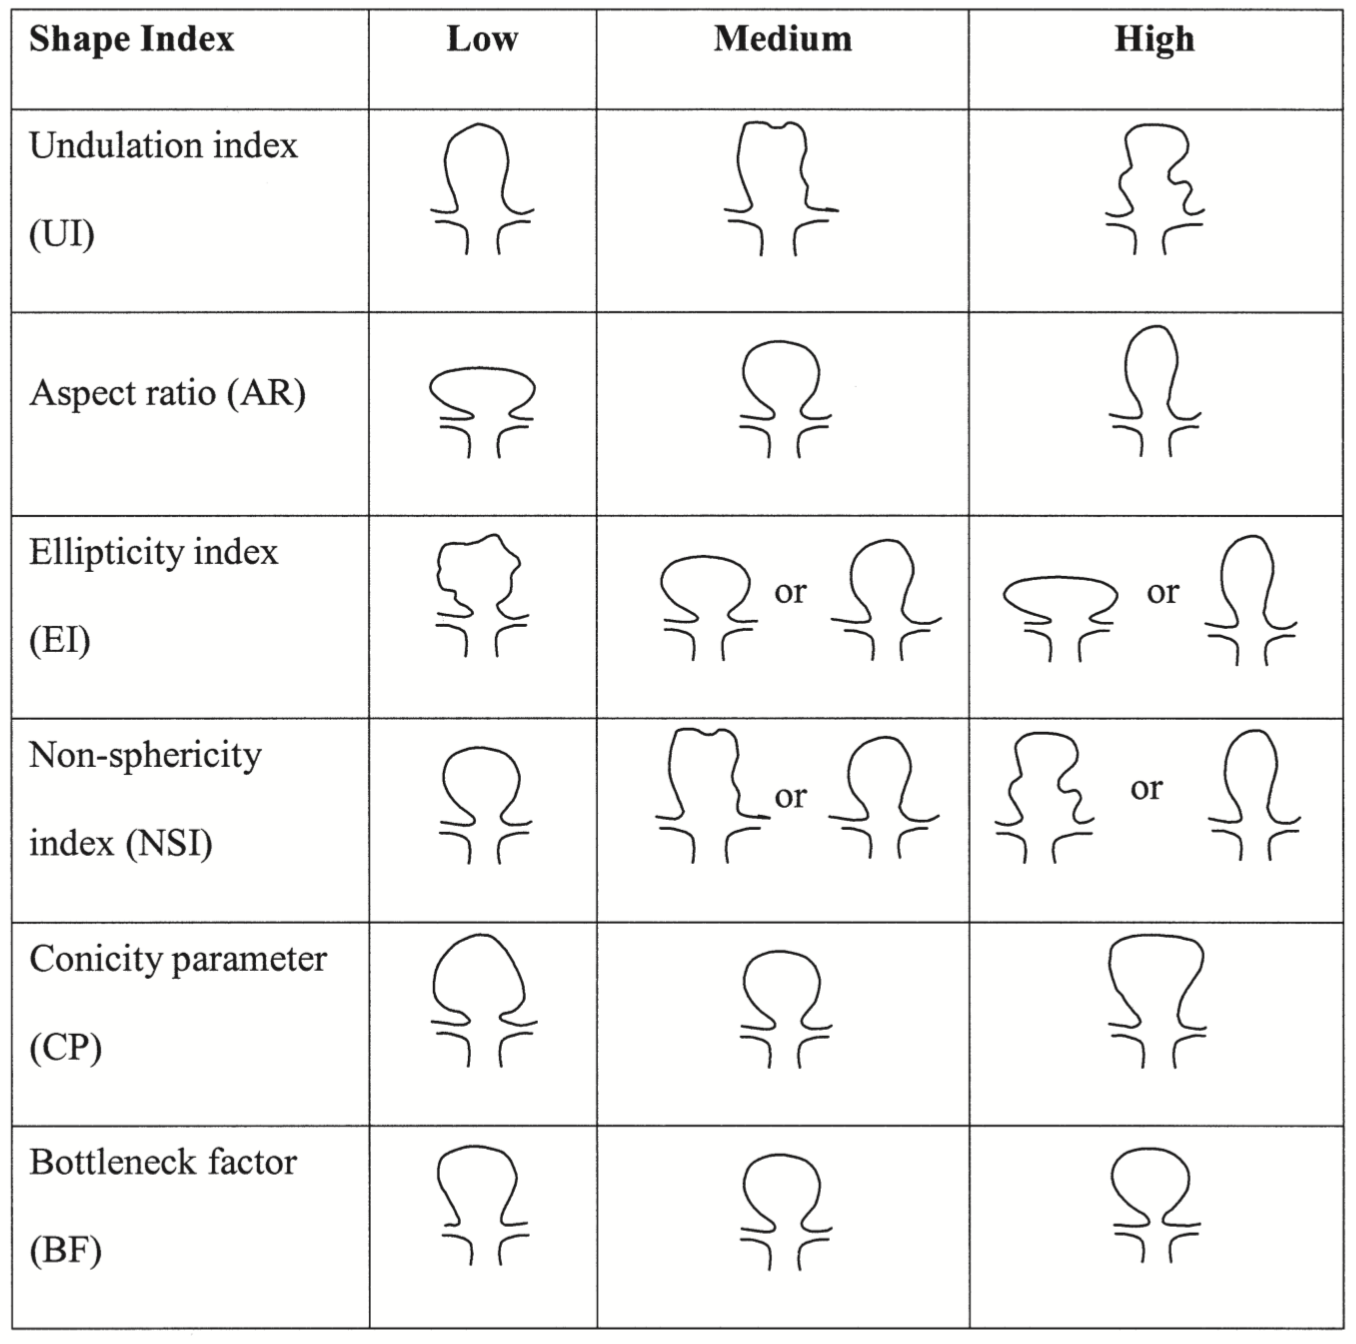 Shape Index Low Medium High
Undulation index
(UI)
Aspect ratio (AR)
Ellipticity index
(EI)
or
or
Non-sphericity
index (NSI)
or
or
Conicity parameter
(CP)
Bottleneck factor
(BF)